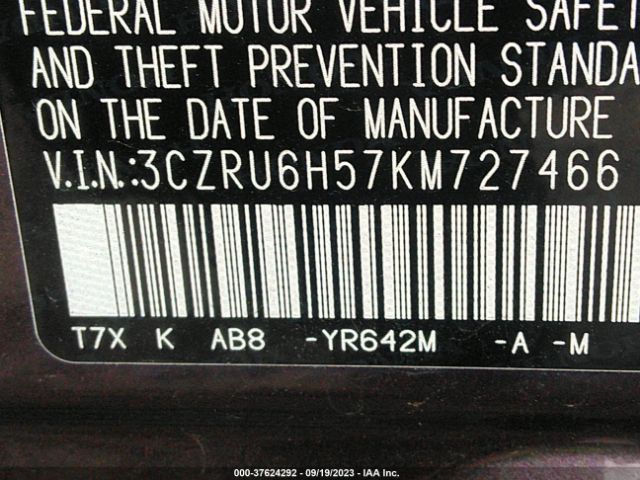 FEDERAL MOTOR VEHICLE SAFET
AND THEFT PREVENTION STANDA
ON THE DATE OF MANUFACTURE
V.I.N.:3CZRU6H57KM727466
T7X K AB8 -YR642M -A -M
000-37624292 - 09/19/2023 - IAA Inc.